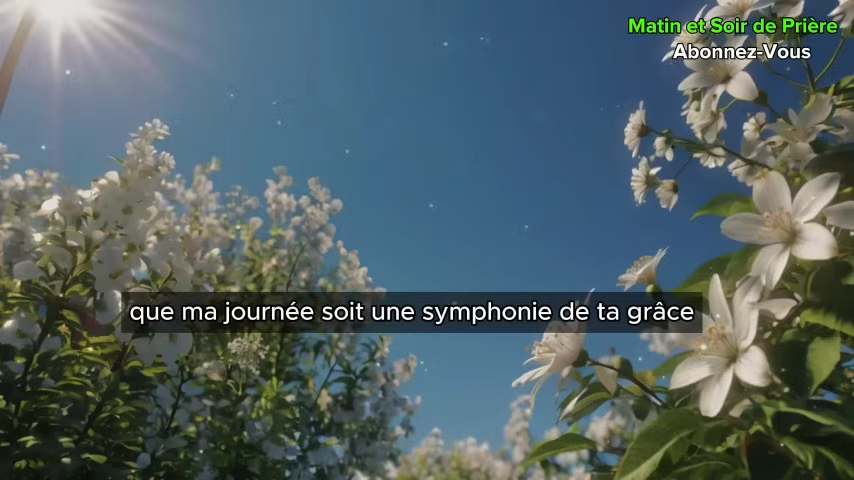 Matin et Soir de Prière
Abonnez-Vous
que ma journée soit une symphonie de ta grâce